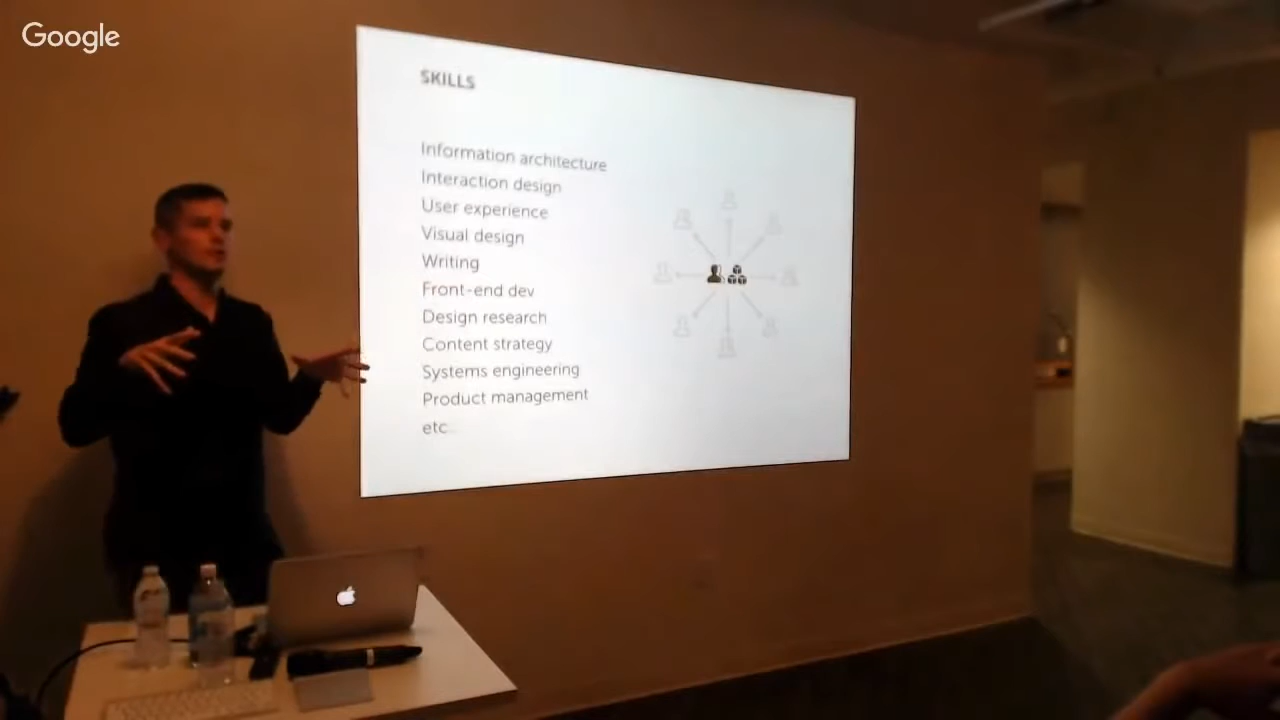 Google
SKILLS
Information architecture
Interaction design
User experience
Visual design
Writing
Front-end dev
Design research
Content strategy
Systems engineering
Product management
etc.